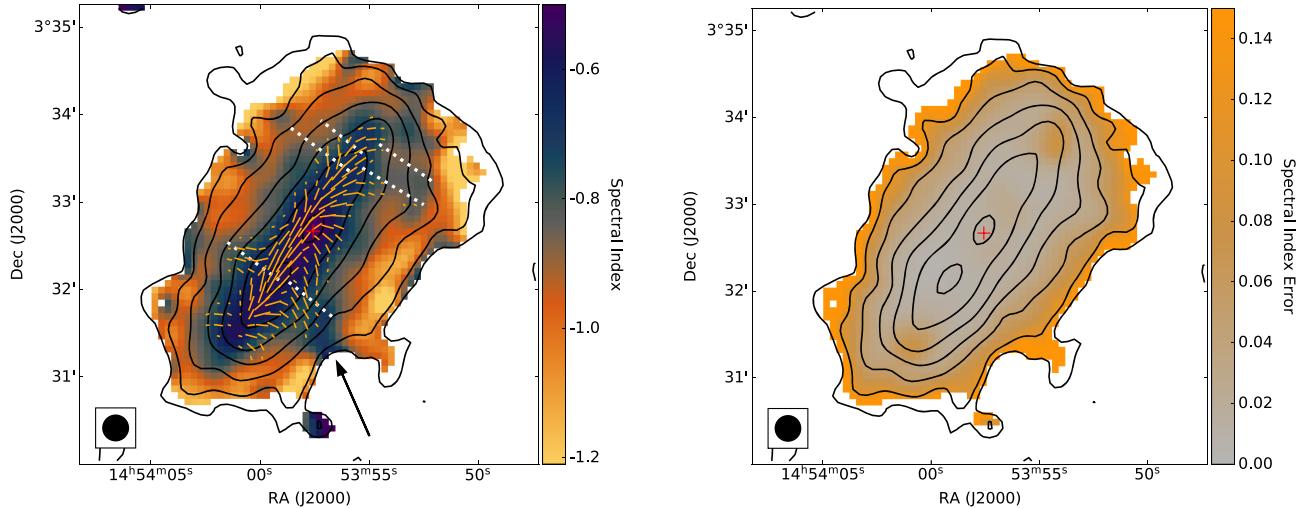 3°35'
34'
33'
32'
31'
Dec (J2000)
14ʰ54ᵐ05ˢ
00ˢ
53ᵐ55ˢ
50ˢ
RA (J2000)
-0.6
-0.8
-1.0
-1.2
Spectral Index
3°35'
34'
33'
32'
31'
Dec (J2000)
14ʰ54ᵐ05ˢ
00ˢ
53ᵐ55ˢ
50ˢ
RA (J2000)
0.14
0.12
0.10
0.08
0.06
0.04
0.02
0.00
Spectral Index Error